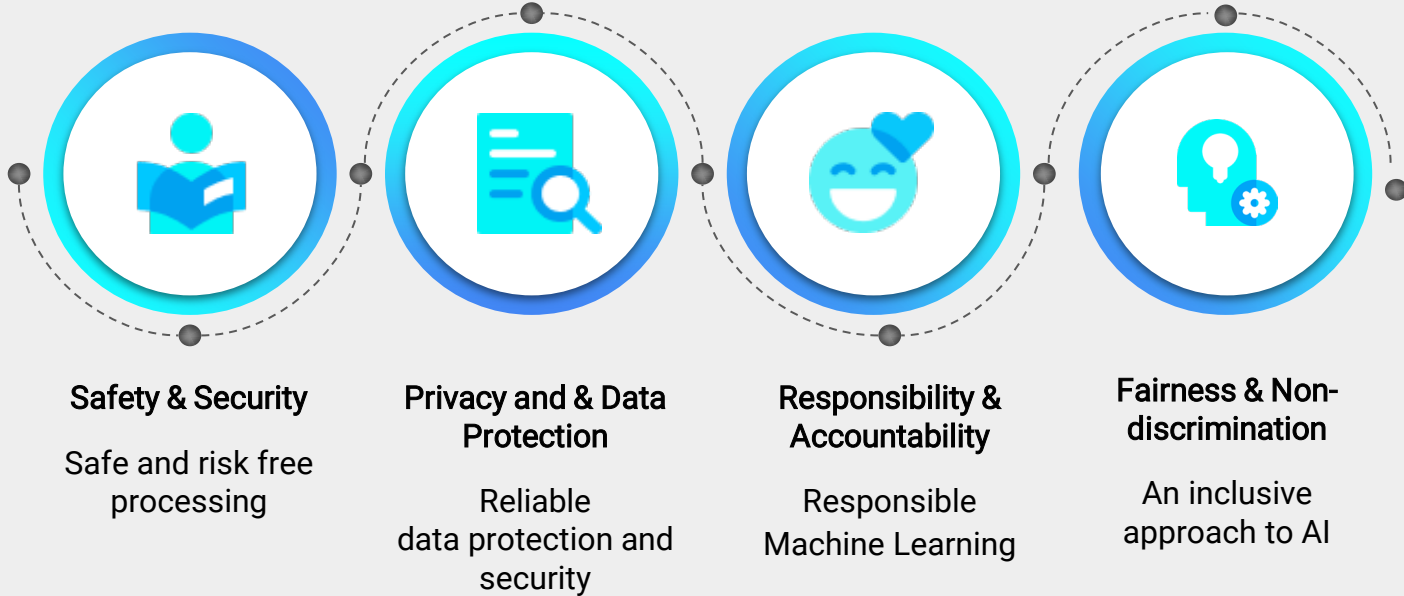 Safety & Security
Safe and risk free
processing
Privacy and & Data
Protection
Reliable
data protection and
security
Responsibility &
Accountability
Responsible
Machine Learning
Fairness & Non-
discrimination
An inclusive
approach to AI